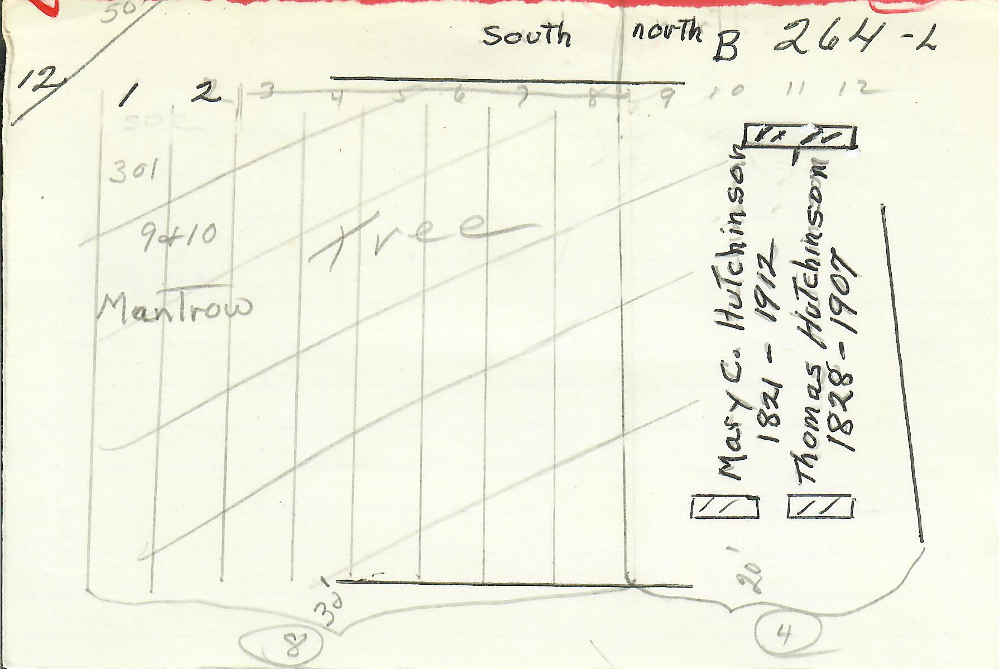 50'
12
South north B 264-L
1 2 3 4 5 6 7 8 9 10 11 12
301
9+10
Mantrow
Tree
Mary C. Hutchinson
1821 - 1912
Thomas Hutchinson
1828 - 1907
30'
20'
8
4